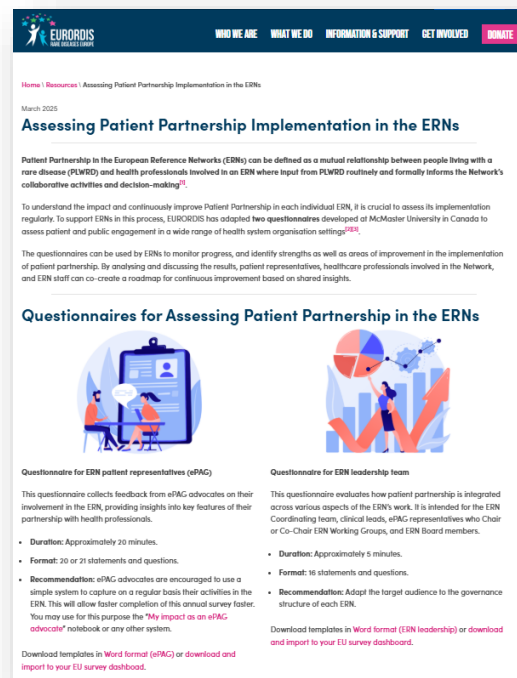 EURORDIS
RARE DISEASES EUROPE
WHO WE ARE WHAT WE DO INFORMATION & SUPPORT GET INVOLVED DONATE
Home \ Resources \ Assessing Patient Partnership Implementation in the ERNs
March 2025
Assessing Patient Partnership Implementation in the ERNs
Patient Partnership in the European Reference Networks (ERNs) can be defined as a mutual relationship between people living with a
rare disease (PLWRD) and health professionals involved in an ERN where input from PLWRD routinely and formally informs the Network's
collaborative activities and decision-making[1].
To understand the impact and continuously improve Patient Partnership in each individual ERN, it is crucial to assess its implementation
regularly. To support ERNs in this process, EURORDIS has adapted two questionnaires developed at McMaster University in Canada to
assess patient and public engagement in a wide range of health system organisation settings[2][3].
The questionnaires can be used by ERNs to monitor progress, and identify strengths as well as areas of improvement in the implementation
of patient partnership. By analysing and discussing the results, patient representatives, healthcare professionals involved in the Network,
and ERN staff can co-create a roadmap for continuous improvement based on shared insights.
Questionnaires for Assessing Patient Partnership in the ERNs
Questionnaire for ERN patient representatives (ePAG)
This questionnaire collects feedback from ePAG advocates on their
involvement in the ERN, providing insights into key features of their
partnership with health professionals.
• Duration: Approximately 20 minutes.
• Format: 20 or 21 statements and questions.
• Recommendation: ePAG advocates are encouraged to use a
simple system to capture on a regular basis their activities in the
ERN. This will allow faster completion of this annual survey faster.
You may use for this purpose the "My impact as an ePAG
advocate" notebook or any other system.
Download templates in Word format (ePAG) or download and
import to your EU survey dashboad.
Questionnaire for ERN leadership team
This questionnaire evaluates how patient partnership is integrated
across various aspects of the ERN's work. It is intended for the ERN
Coordinating team, clinical leads, ePAG representatives who Chair
or Co-Chair ERN Working Groups, and ERN Board members.
• Duration: Approximately 5 minutes.
• Format: 16 statements and questions.
• Recommendation: Adapt the target audience to the governance
structure of each ERN.
Download templates in Word format (ERN leadership) or download
and import to your EU survey dashboard.